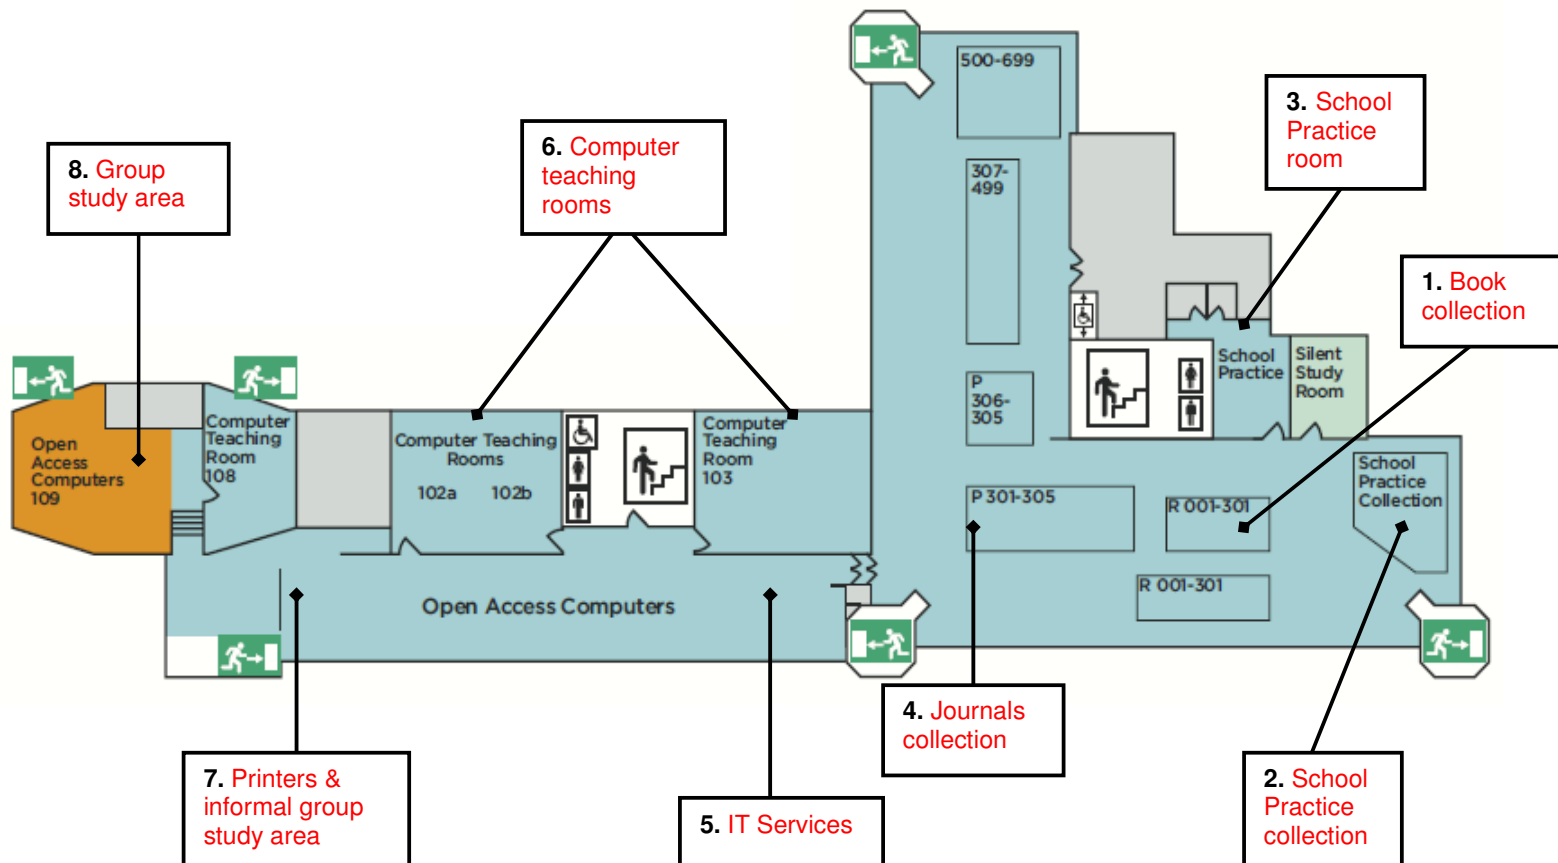 500-699
3. School
Practice
room
6. Computer
teaching
rooms
8. Group
study area
307-
499
1. Book
collection
School
Practice
Silent
Study
Room
P
306-
305
Computer
Teaching
Room
108
Computer Teaching
Rooms
102a 102b
Computer
Teaching
Room
103
Open
Access
Computers
109
School
Practice
Collection
P 301-305
R 001-301
R 001-301
Open Access Computers
4. Journals
collection
7. Printers &
informal group
study area
5. IT Services
2. School
Practice
collection